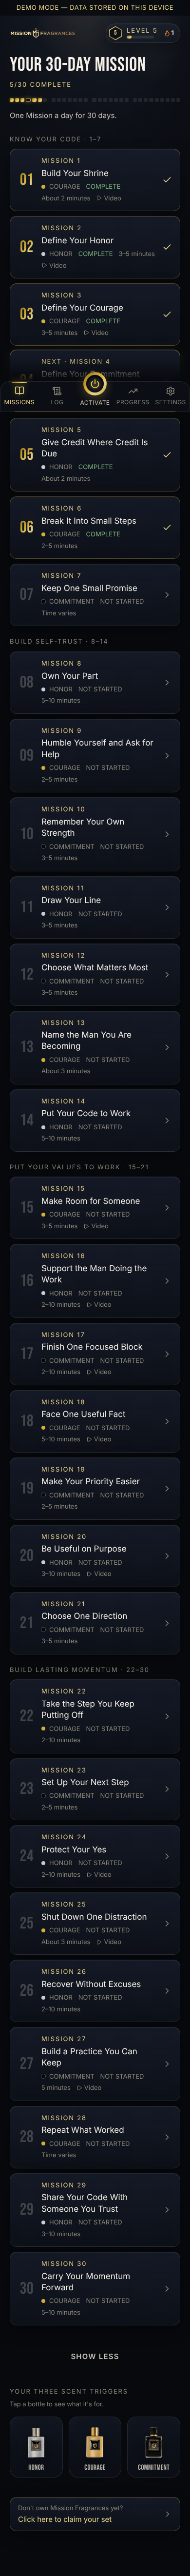 DEMO MODE — DATA STORED ON THIS DEVICE
MISSION FRAGRANCES
LEVEL 5
1
YOUR 30-DAY MISSION
5/30 COMPLETE
One Mission a day for 30 days.
KNOW YOUR CODE · 1–7
MISSION 1
01 Build Your Shrine
COURAGE COMPLETE
About 2 minutes Video
MISSION 2
02 Define Your Honor
HONOR COMPLETE 3–5 minutes
Video
MISSION 3
03 Define Your Courage
COURAGE COMPLETE
3–5 minutes Video
NEXT · MISSION 4
04 Define Your Commitment
MISSIONS
LOG
ACTIVATE
PROGRESS
SETTINGS
MISSION 5
05 Give Credit Where Credit Is
Due
HONOR COMPLETE
About 2 minutes
MISSION 6
06 Break It Into Small Steps
COURAGE COMPLETE
2–5 minutes
MISSION 7
07 Keep One Small Promise
COMMITMENT NOT STARTED
Time varies
BUILD SELF-TRUST · 8–14
MISSION 8
08 Own Your Part
HONOR NOT STARTED
5–10 minutes
MISSION 9
09 Humble Yourself and Ask for
Help
COURAGE NOT STARTED
2–5 minutes
MISSION 10
10 Remember Your Own
Strength
COMMITMENT NOT STARTED
3–5 minutes
MISSION 11
11 Draw Your Line
HONOR NOT STARTED
3–5 minutes
MISSION 12
12 Choose What Matters Most
COMMITMENT NOT STARTED
3–5 minutes
MISSION 13
13 Name the Man You Are
Becoming
COURAGE NOT STARTED
About 3 minutes
MISSION 14
14 Put Your Code to Work
HONOR NOT STARTED
5–10 minutes
PUT YOUR VALUES TO WORK · 15–21
MISSION 15
15 Make Room for Someone
COURAGE NOT STARTED
3–5 minutes Video
MISSION 16
16 Support the Man Doing the
Work
HONOR NOT STARTED
2–10 minutes Video
MISSION 17
17 Finish One Focused Block
COMMITMENT NOT STARTED
2–10 minutes Video
MISSION 18
18 Face One Useful Fact
COURAGE NOT STARTED
5–10 minutes Video
MISSION 19
19 Make Your Priority Easier
COMMITMENT NOT STARTED
2–5 minutes
MISSION 20
20 Be Useful on Purpose
HONOR NOT STARTED
3–10 minutes Video
MISSION 21
21 Choose One Direction
COMMITMENT NOT STARTED
3–5 minutes
BUILD LASTING MOMENTUM · 22–30
MISSION 22
22 Take the Step You Keep
Putting Off
COURAGE NOT STARTED
2–10 minutes
MISSION 23
23 Set Up Your Next Step
COMMITMENT NOT STARTED
2–5 minutes
MISSION 24
24 Protect Your Yes
HONOR NOT STARTED
2–10 minutes Video
MISSION 25
25 Shut Down One Distraction
COURAGE NOT STARTED
About 3 minutes Video
MISSION 26
26 Recover Without Excuses
HONOR NOT STARTED
2–10 minutes
MISSION 27
27 Build a Practice You Can
Keep
COMMITMENT NOT STARTED
5 minutes Video
MISSION 28
28 Repeat What Worked
COURAGE NOT STARTED
Time varies
MISSION 29
29 Share Your Code With
Someone You Trust
HONOR NOT STARTED
3–10 minutes
MISSION 30
30 Carry Your Momentum
Forward
COURAGE NOT STARTED
5–10 minutes
SHOW LESS
YOUR THREE SCENT TRIGGERS
Tap a bottle to see what it's for.
HONOR
COURAGE
COMMITMENT
Don't own Mission Fragrances yet?
Click here to claim your set